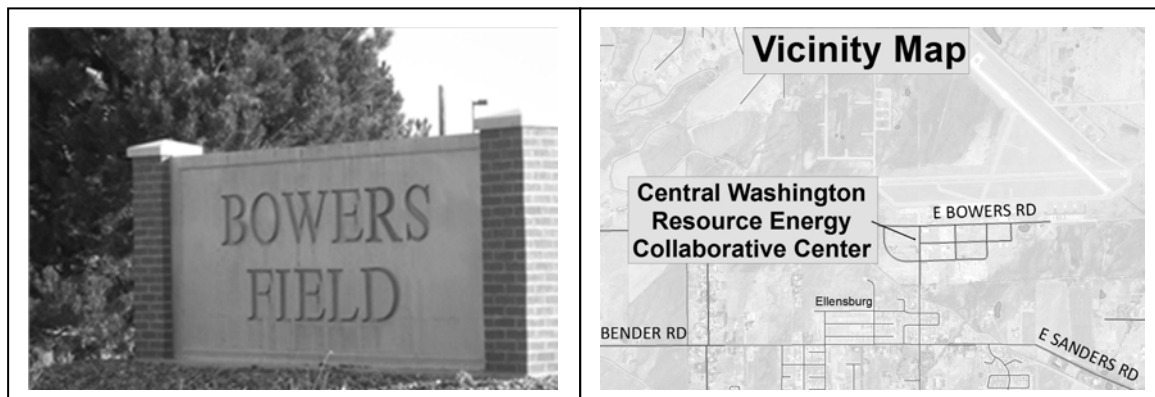 BOWERS
FIELD
Vicinity Map
Central Washington
Resource Energy
Collaborative Center
E BOWERS RD
Ellensburg
BENDER RD
E SANDERS RD